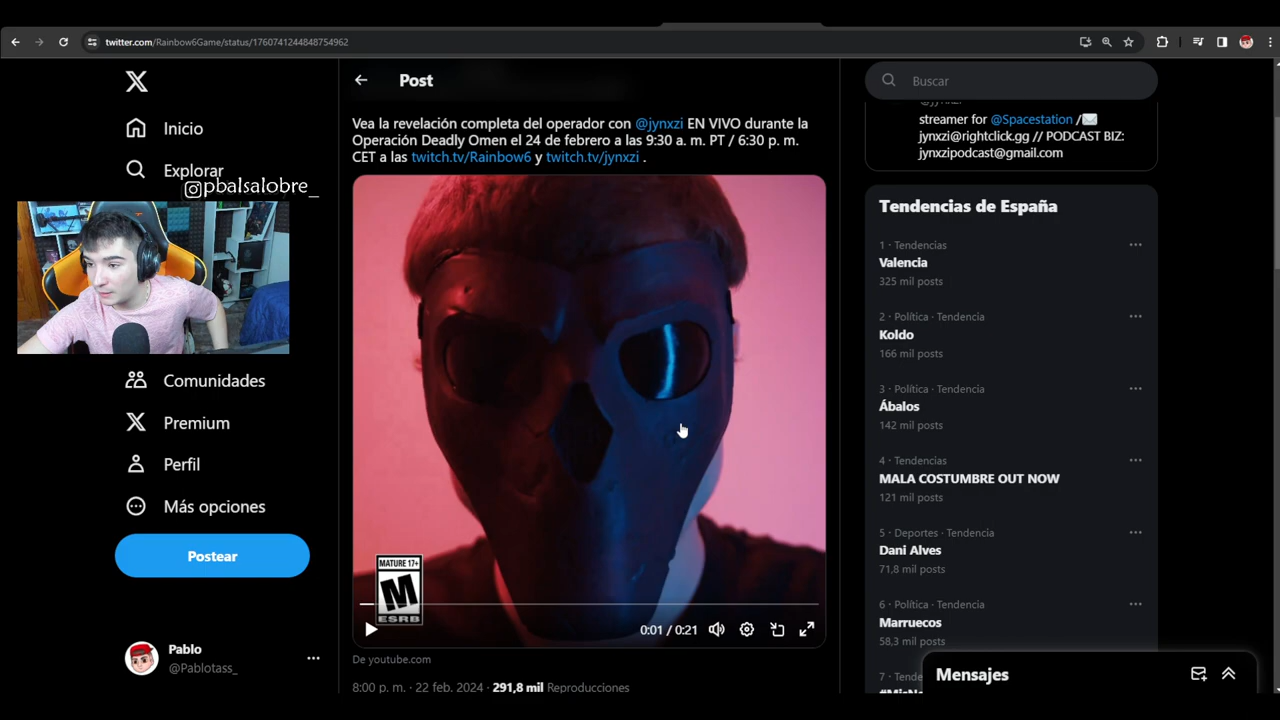 twitter.com/Rainbow6Game/status/1760741244848754962
Post
Buscar
Inicio
Explorar
pbalsalobre_
Comunidades
Premium
Perfil
Más opciones
Postear
Pablo
@Pablotass_
Vea la revelación completa del operador con @jynxzi EN VIVO durante la
Operación Deadly Omen el 24 de febrero a las 9:30 a. m. PT / 6:30 p. m.
CET a las twitch.tv/Rainbow6 y twitch.tv/jynxzi .
MATURE 17+
M
ESRB
0:01 / 0:21
De youtube.com
8:00 p. m. · 22 feb. 2024 · 291,8 mil Reproducciones
streamer for @Spacestation /
jynxzi@rightclick.gg // PODCAST BIZ:
jynxzipodcast@gmail.com
Tendencias de España
1 · Tendencias
Valencia
325 mil posts
2 · Política · Tendencia
Koldo
166 mil posts
3 · Política · Tendencia
Ábalos
142 mil posts
4 · Tendencias
MALA COSTUMBRE OUT NOW
121 mil posts
5 · Deportes · Tendencia
Dani Alves
71,8 mil posts
6 · Política · Tendencia
Marruecos
58,3 mil posts
Mensajes